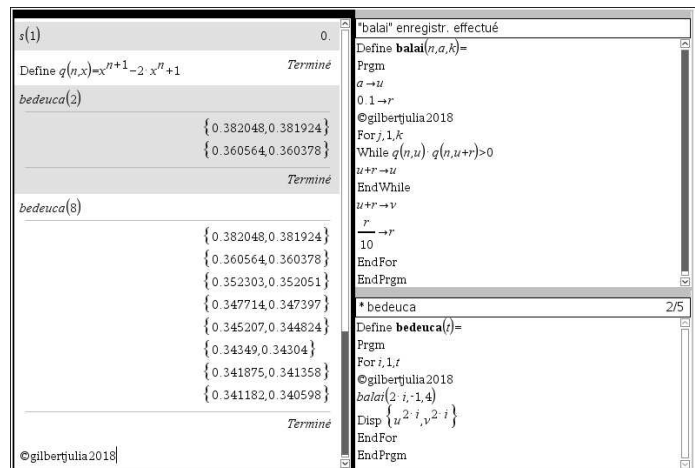 s(1)
0.
Define q(n,x)=xⁿ⁺¹−2·xⁿ+1
Terminé
bedeuca(2)
{0.382048,0.381924}
{0.360564,0.360378}
Terminé
bedeuca(8)
{0.382048,0.381924}
{0.360564,0.360378}
{0.352303,0.352051}
{0.347714,0.347397}
{0.345207,0.344824}
{0.34349,0.34304}
{0.341875,0.341358}
{0.341182,0.340598}
Terminé
©gilbertjulia2018
"balai" enregistr. effectué
Define balai(n,a,k)=
Prgm
a→u
0.1→r
©gilbertjulia2018
For j,1,k
While q(n,u)·q(n,u+r)>0
u+r→u
EndWhile
u+r→v
r
10
→r
EndFor
EndPrgm
* bedeuca
2/5
Define bedeuca(t)=
Prgm
For i,1,t
©gilbertjulia2018
balai(2·i,-1,4)
Disp {u²·ⁱ,v²·ⁱ}
EndFor
EndPrgm